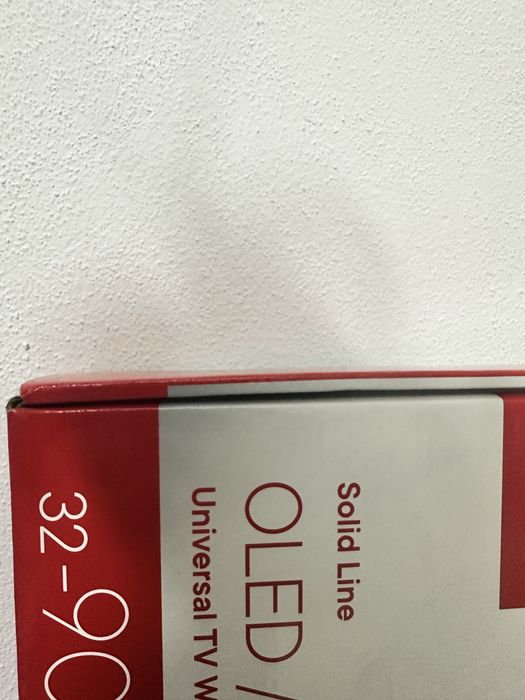 Solid Line
OLED /
Universal TV W
32-90